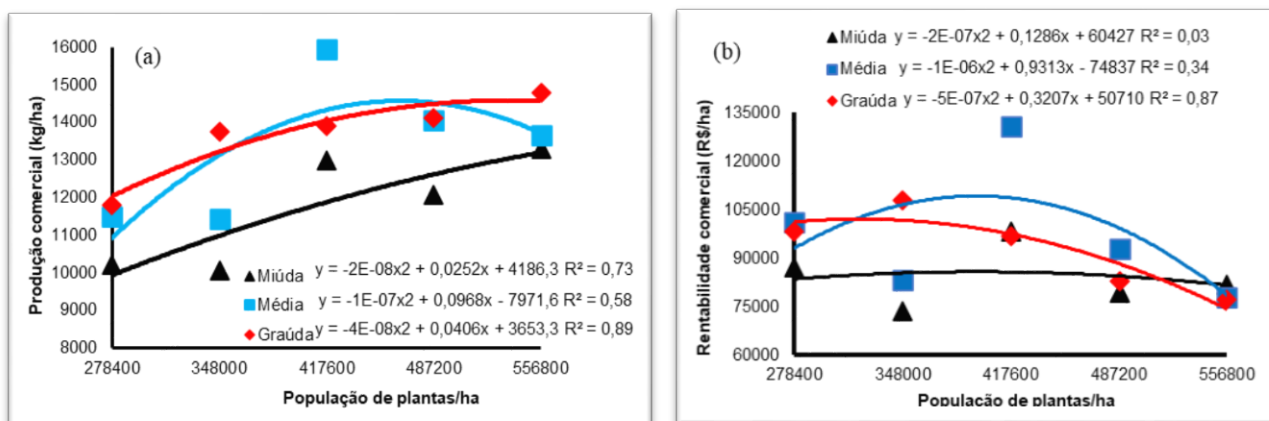 (a)
Produção comercial (kg/ha)
16000
15000
14000
13000
12000
11000
10000
9000
8000
Miúda y = -2E-08x2 + 0,0252x + 4186,3 R² = 0,73
Média y = -1E-07x2 + 0,0968x - 7971,6 R² = 0,58
Graúda y = -4E-08x2 + 0,0406x + 3653,3 R² = 0,89
278400 348000 417600 487200 556800
População de plantas/ha
(b)
Miúda y = -2E-07x2 + 0,1286x + 60427 R² = 0,03
Média y = -1E-06x2 + 0,9313x - 74837 R² = 0,34
Graúda y = -5E-07x2 + 0,3207x + 50710 R² = 0,87
Rentabilidade comercial (R$/ha)
135000
120000
105000
90000
75000
60000
278400 348000 417600 487200 556800
População de plantas/ha